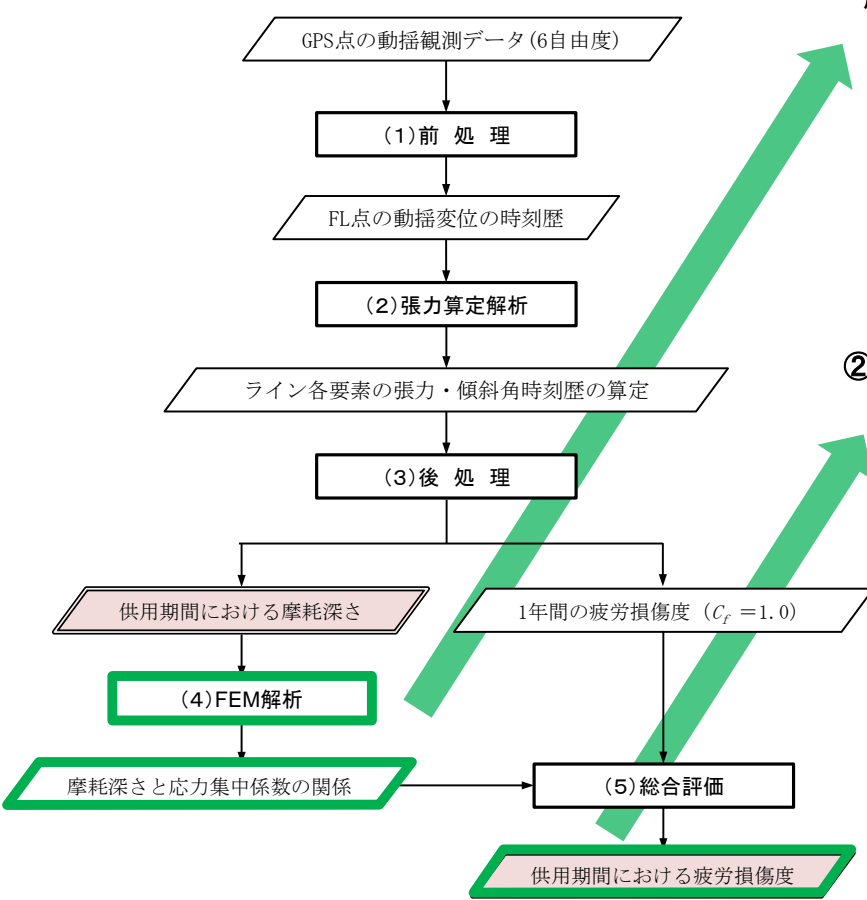 GPS点の動揺観測データ(6自由度)
(1)前 処 理
FL点の動揺変位の時刻歴
(2)張力算定解析
②
ライン各要素の張力・傾斜角時刻歴の算定
(3)後 処 理
供用期間における摩耗深さ
1年間の疲労損傷度(Cf =1.0)
(4)FEM解析
摩耗深さと応力集中係数の関係
(5)総合評価
供用期間における疲労損傷度